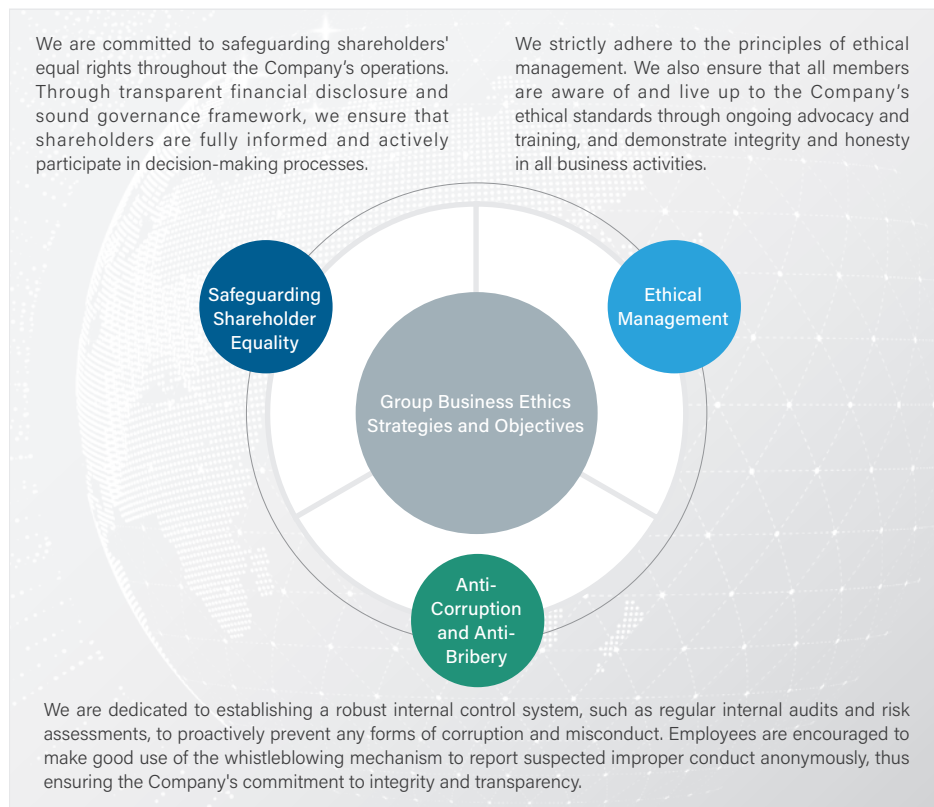 We are committed to safeguarding shareholders'
equal rights throughout the Company's operations.
Through transparent financial disclosure and
sound governance framework, we ensure that
shareholders are fully informed and actively
participate in decision-making processes.
We strictly adhere to the principles of ethical
management. We also ensure that all members
are aware of and live up to the Company's
ethical standards through ongoing advocacy and
training, and demonstrate integrity and honesty
in all business activities.
Safeguarding
Shareholder
Equality
Ethical
Management
Group Business Ethics
Strategies and Objectives
Anti-
Corruption
and Anti-
Bribery
We are dedicated to establishing a robust internal control system, such as regular internal audits and risk
assessments, to proactively prevent any forms of corruption and misconduct. Employees are encouraged to
make good use of the whistleblowing mechanism to report suspected improper conduct anonymously, thus
ensuring the Company's commitment to integrity and transparency.